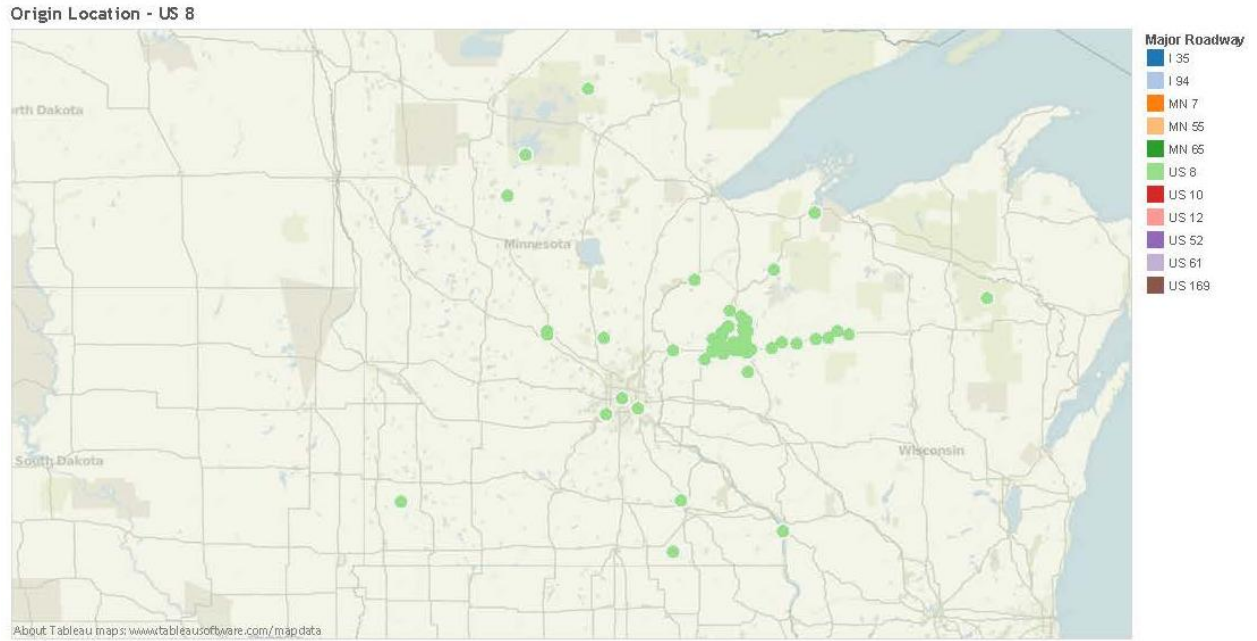 Origin Location - US 8
Major Roadway
I 35
I 94
MN 7
MN 55
MN 65
US 8
US 10
US 12
US 52
US 61
US 169
rth Dakota
Minnesota
Wisconsin
South Dakota
About Tableau maps: www.tableausoftware.com/mapdata